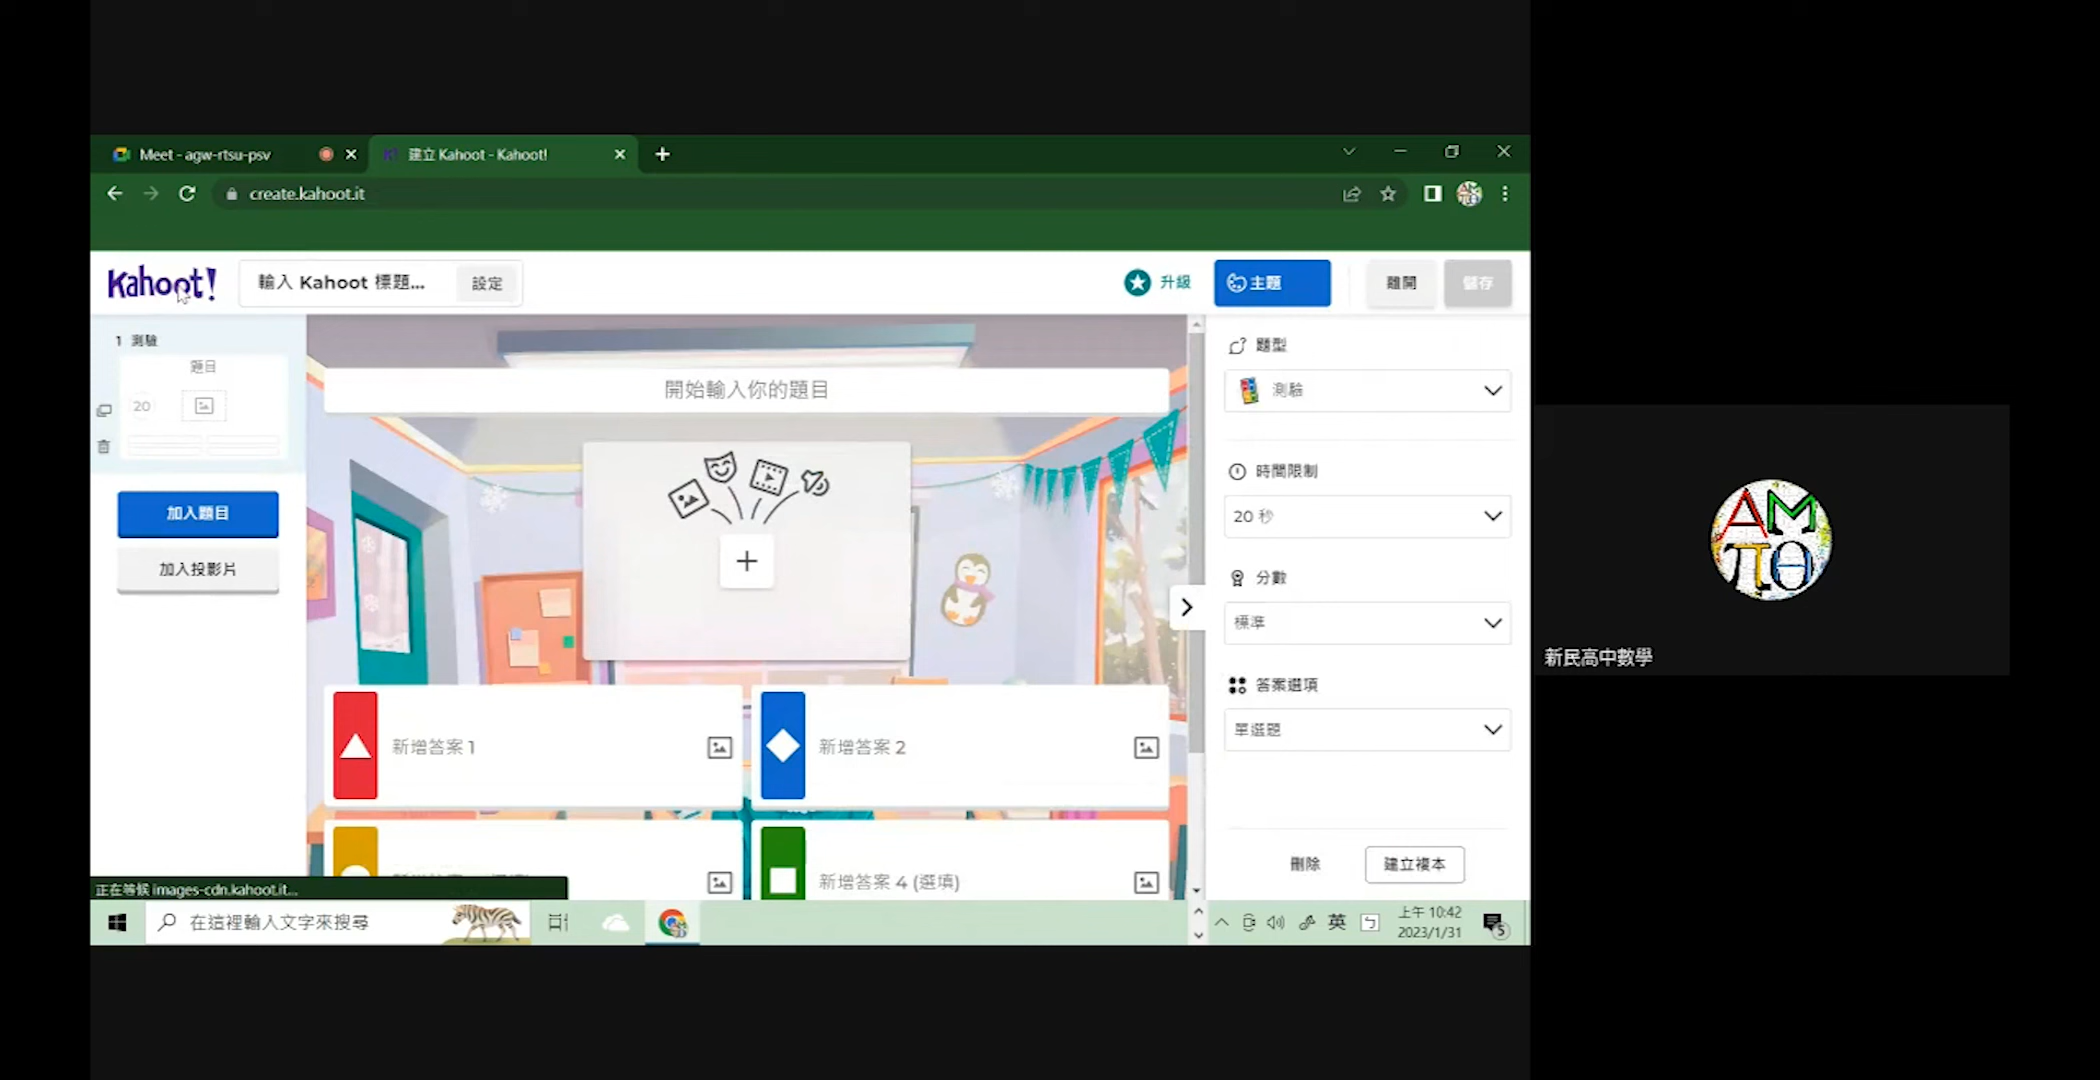 Meet - agw-rtsu-psv
建立 Kahoot - Kahoot!
create.kahoot.it
Kahoot!
輸入 Kahoot 標題...
設定
升級
主題
離開
儲存
1 測驗
題目
20
加入題目
加入投影片
開始輸入你的題目
新增答案 1
新增答案 2
新增答案 4 (選填)
題型
測驗
時間限制
20 秒
分數
標準
答案選項
單選題
刪除
建立複本
正在等候 images-cdn.kahoot.it...
在這裡輸入文字來搜尋
英
ㄅ
上午 10:42
2023/1/31
5
AM
πθ
新民高中數學